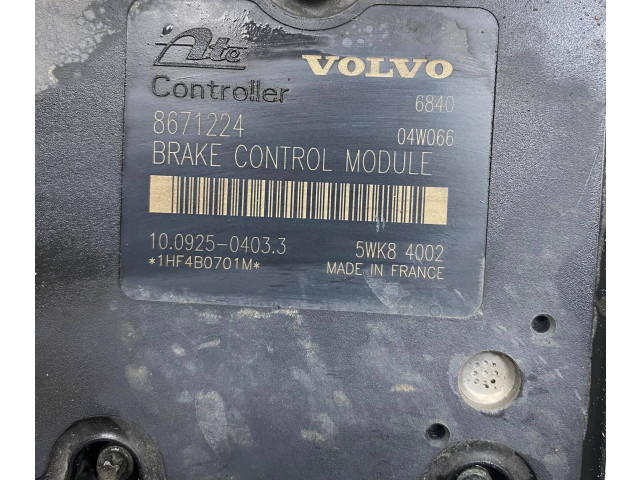 Ate VOLVO
Controller 6840
8671224 04W066
BRAKE CONTROL MODULE
10.0925-0403.3 5WK8 4002
*1HF4B0701M* MADE IN FRANCE